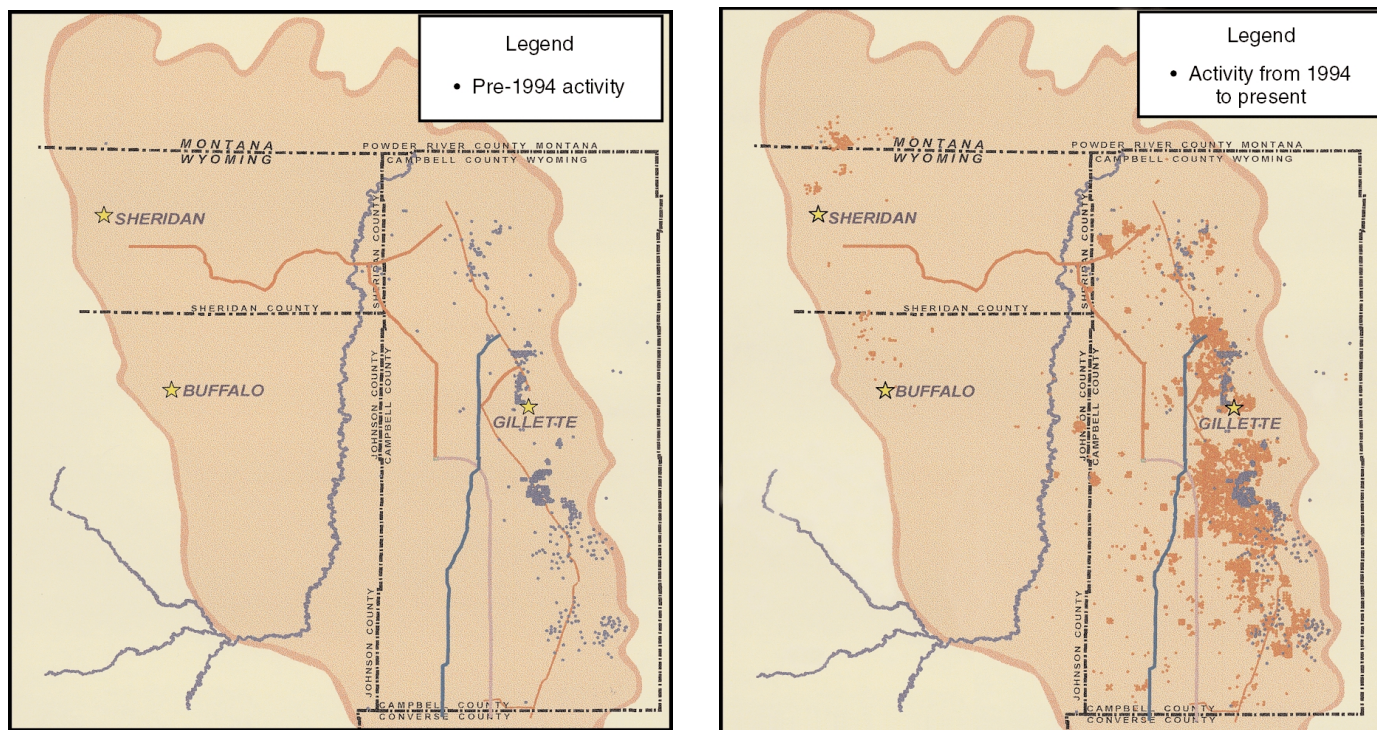 Legend
• Pre-1994 activity
MONTANA
WYOMING
POWDER RIVER COUNTY MONTANA
CAMPBELL COUNTY WYOMING
SHERIDAN
SHERIDAN COUNTY
SHERIDAN COUNTY
JOHNSON COUNTY
CAMPBELL COUNTY
BUFFALO
GILLETTE
JOHNSON COUNTY
CAMPBELL COUNTY
CONVERSE COUNTY
Legend
• Activity from 1994
to present
MONTANA
WYOMING
POWDER RIVER COUNTY MONTANA
CAMPBELL COUNTY WYOMING
SHERIDAN
SHERIDAN COUNTY
SHERIDAN COUNTY
JOHNSON COUNTY
CAMPBELL COUNTY
BUFFALO
GILLETTE
JOHNSON COUNTY
CAMPBELL COUNTY
CONVERSE COUNTY